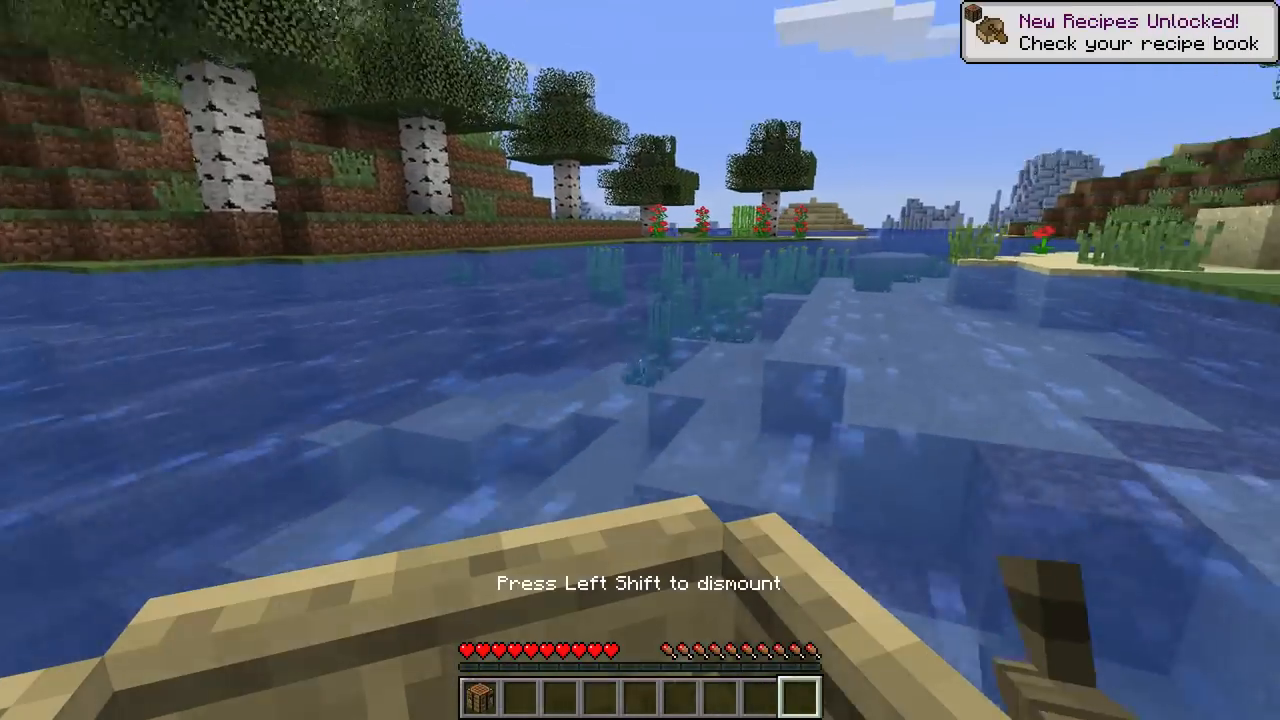 New Recipes Unlocked!
Check your recipe book
Press Left Shift to dismount